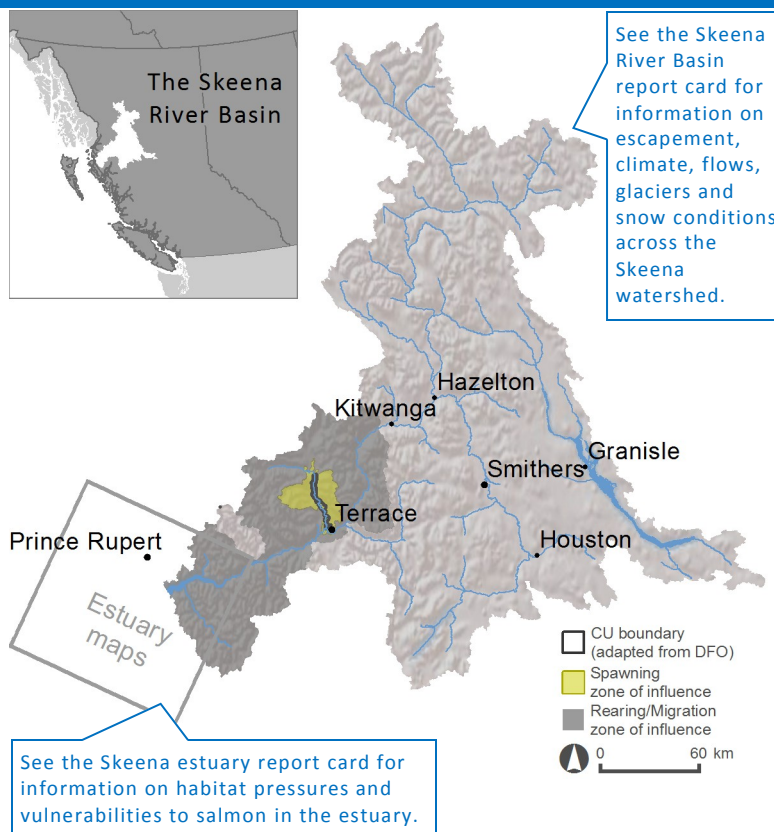 The Skeena
River Basin
See the Skeena
River Basin
report card for
information on
escapement,
climate, flows,
glaciers and
snow conditions
across the
Skeena
watershed.
Hazelton
Kitwanga
Granisle
Smithers
Terrace
Prince Rupert
Houston
Estuary
maps
CU boundary
(adapted from DFO)
Spawning
zone of influence
Rearing/Migration
zone of influence
0 60 km
See the Skeena estuary report card for
information on habitat pressures and
vulnerabilities to salmon in the estuary.